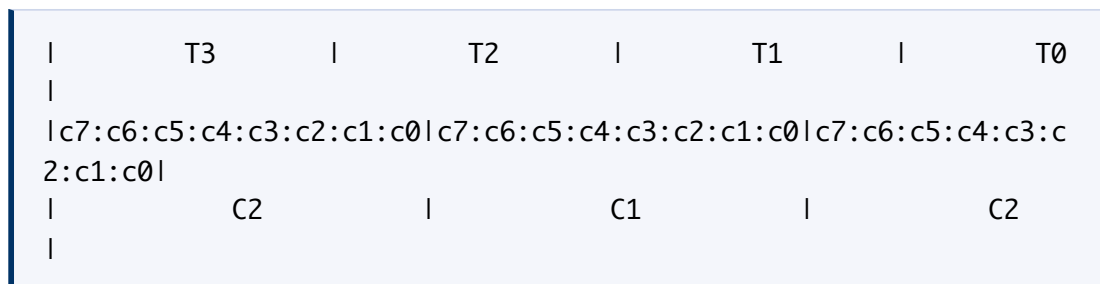 |        T3       |        T2       |        T1       |        T0
|
|c7:c6:c5:c4:c3:c2:c1:c0|c7:c6:c5:c4:c3:c2:c1:c0|c7:c6:c5:c4:c3:c
2:c1:c0|
|           C2          |           C1          |           C2
|